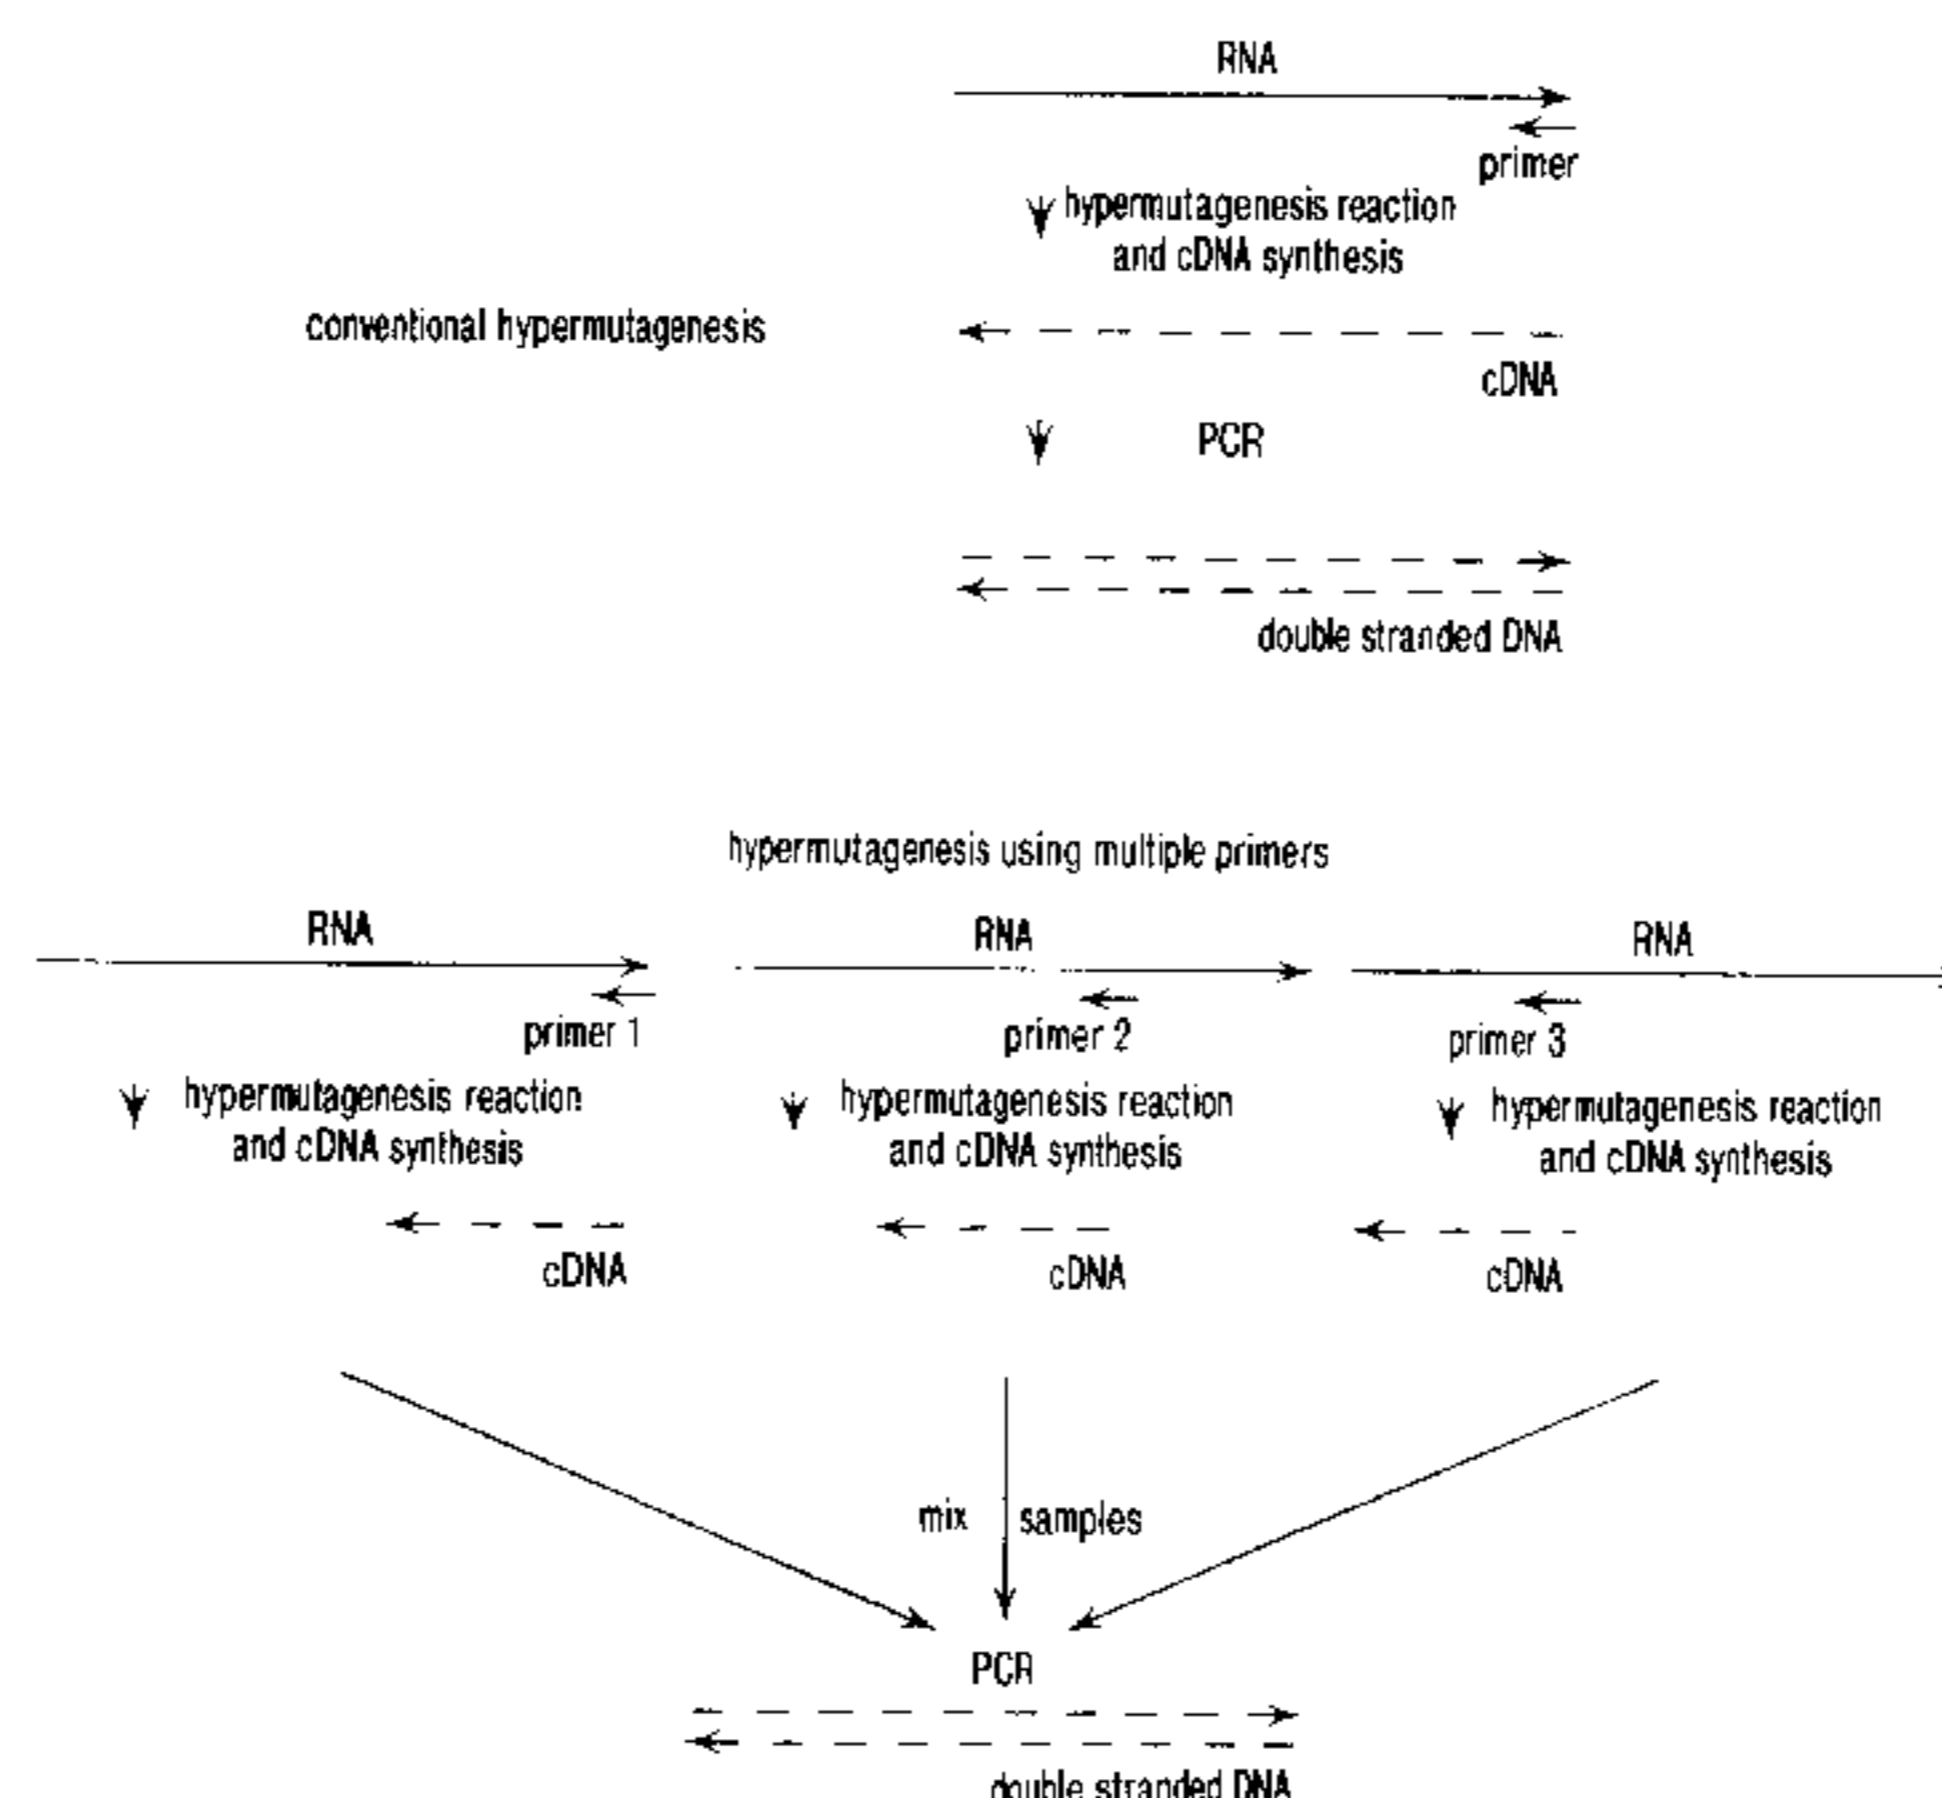 RNA
primer
hypermutagenesis reaction
and cDNA synthesis
conventional hypermutagenesis
cDNA
PCR
double stranded DNA
hypermutagenesis using multiple primers
RNA
RNA
RNA
primer 1
primer 2
primer 3
hypermutagenesis reaction
and cDNA synthesis
hypermutagenesis reaction
and cDNA synthesis
hypermutagenesis reaction
and cDNA synthesis
cDNA
cDNA
cDNA
mix samples
PCR
double stranded DNA